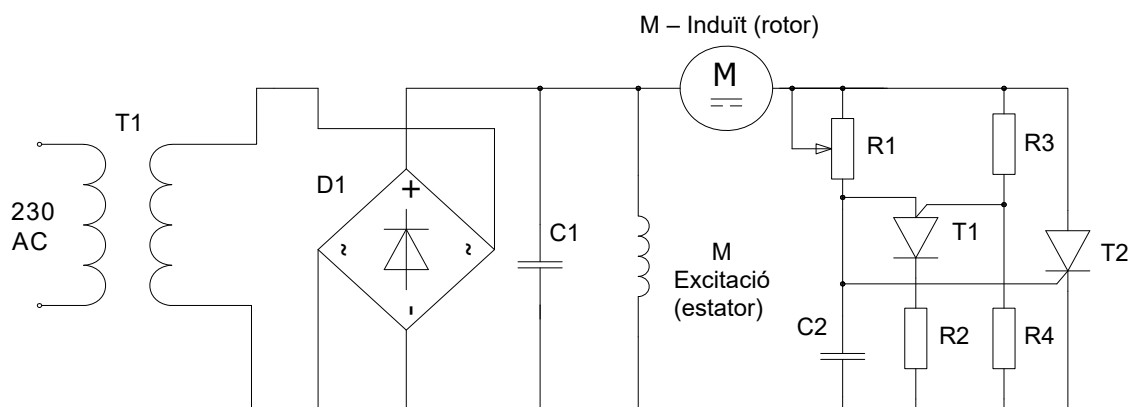 M – Induït (rotor)
M
T1
R1
R3
D1
+
230
AC
~
~
C1
T1
T2
M
Excitació
(estator)
-
C2
R2
R4